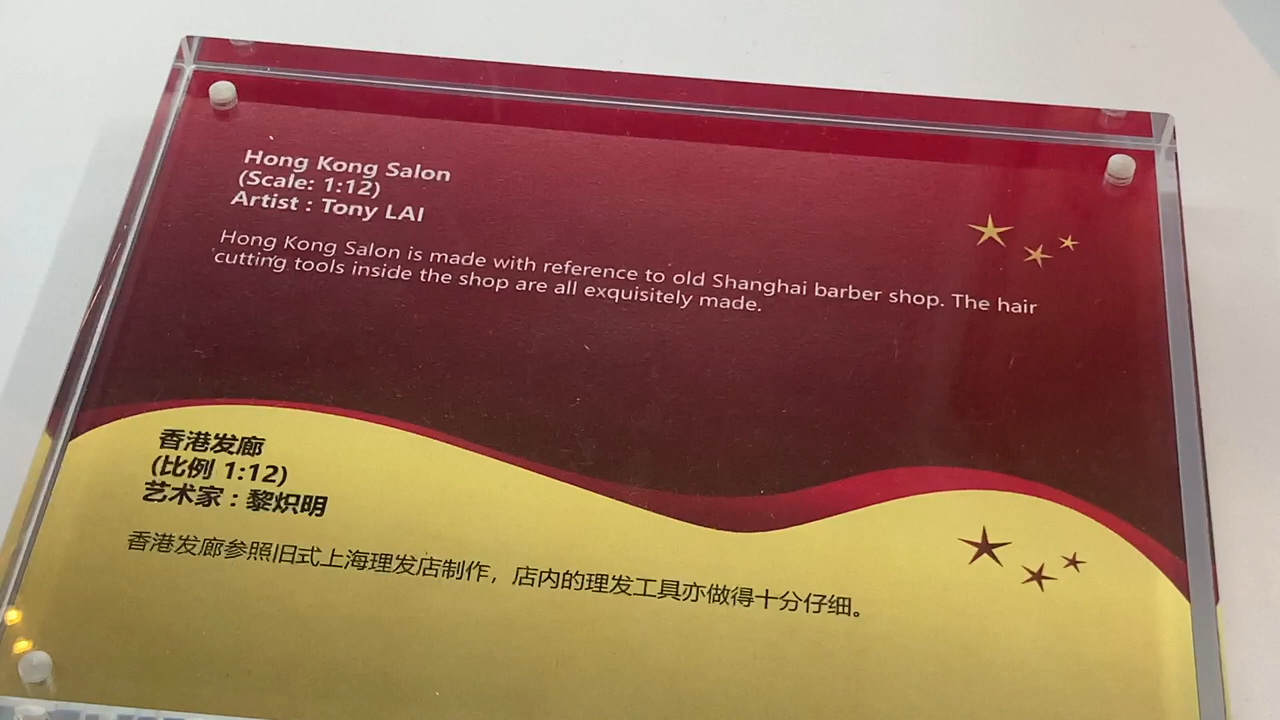 Hong Kong Salon
(Scale: 1:12)
Artist : Tony LAI
Hong Kong Salon is made with reference to old Shanghai barber shop. The hair
cutting tools inside the shop are all exquisitely made.
香港发廊
(比例 1:12)
艺术家 : 黎炽明
香港发廊参照旧式上海理发店制作，店内的理发工具亦做得十分仔细。